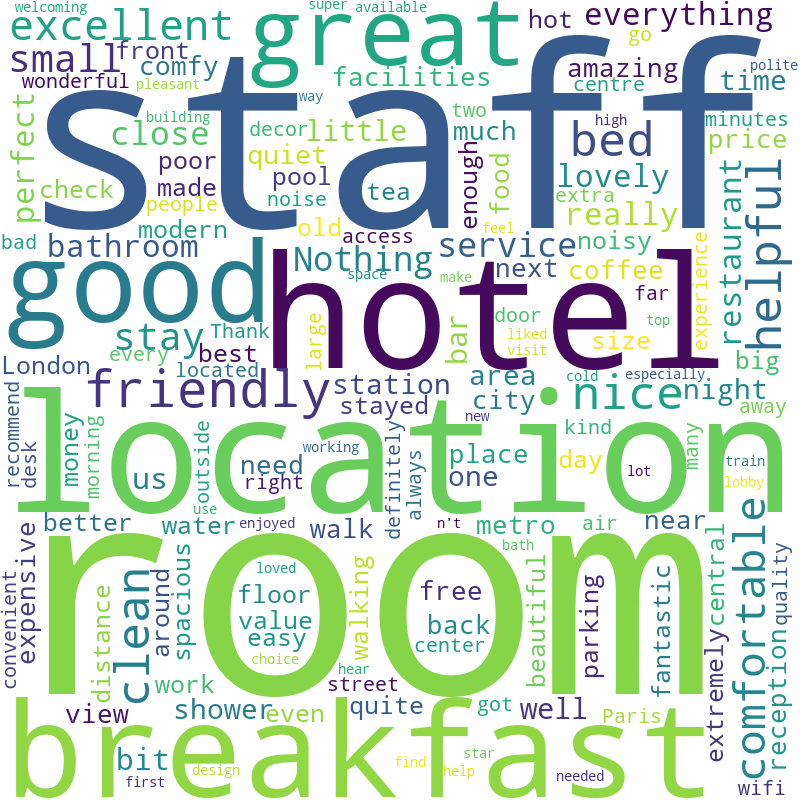 welcoming
super
available
excellent
great
hot
everything
go
small
front
comfy
staff
facilities
amazing
centre
polite
time
wonderful
pleasant
way
perfect
building
close
decor
little
two
much
high
bed
minutes
price
poor
quiet
check
made
people
pool
noise
tea
enough
food
lovely
extra
really
restaurant
helpful
modern
old
access
feel
bad
bathroom
good
Nothing
service
noisy
space
hotel
next
make
coffee
experience
far
stay
Thank
large
bar
door
liked
visit
size
top
every
best
London
located
area
cold
especially
big
friendly
station
nice
night
recommend
desk
money
morning
stayed
city
new
kind
away
location
us
outside
need
right
working
definitely
always
place
one
day
many
lot
train
lobby
use
better
water
enjoyed
walk
n't
metro
air
near
room
convenient
expensive
distance
clean
around
spacious
loved
floor
value
easy
choice
walking
free
back
center
bath
beautiful
parking
fantastic
extremely
central
comfortable
reception
quality
hear
work
street
view
shower
even
quite
got
well
Paris
breakfast
bit
first
design
find
help
star
needed
wifi